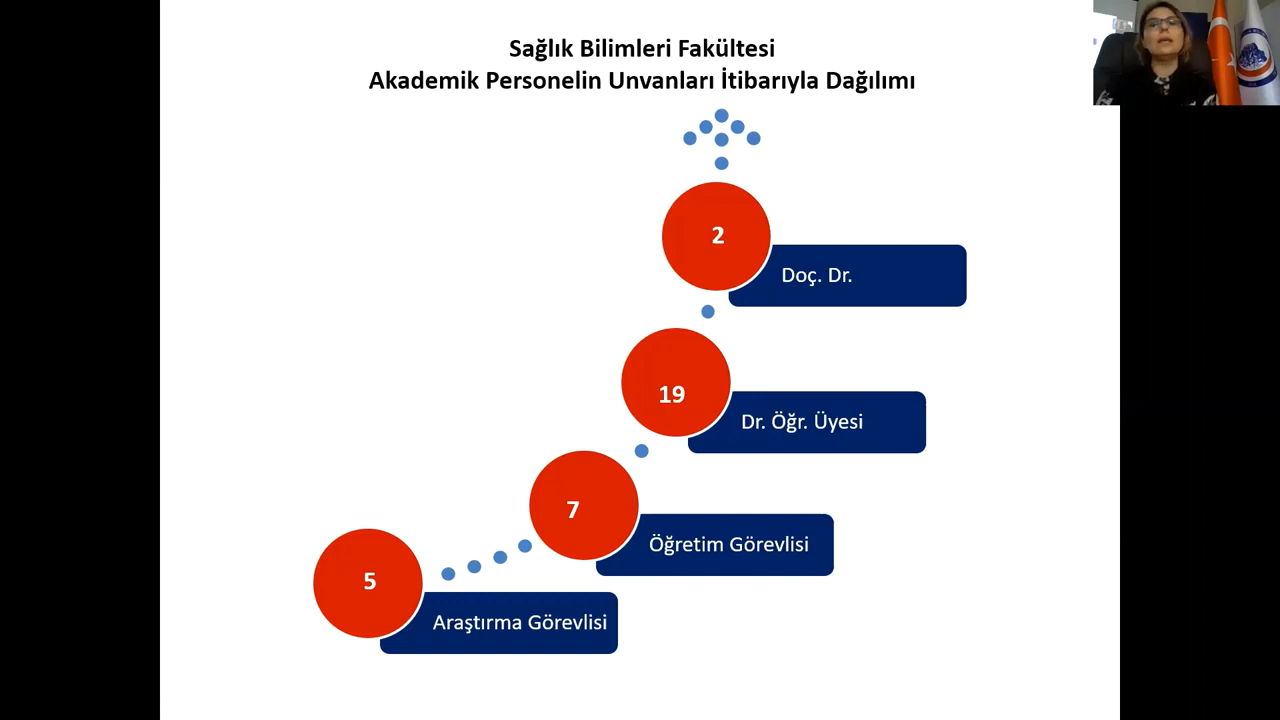 Sağlık Bilimleri Fakültesi
Akademik Personelin Unvanları İtibarıyla Dağılımı
2
Doç. Dr.
19
Dr. Öğr. Üyesi
7
Öğretim Görevlisi
5
Araştırma Görevlisi